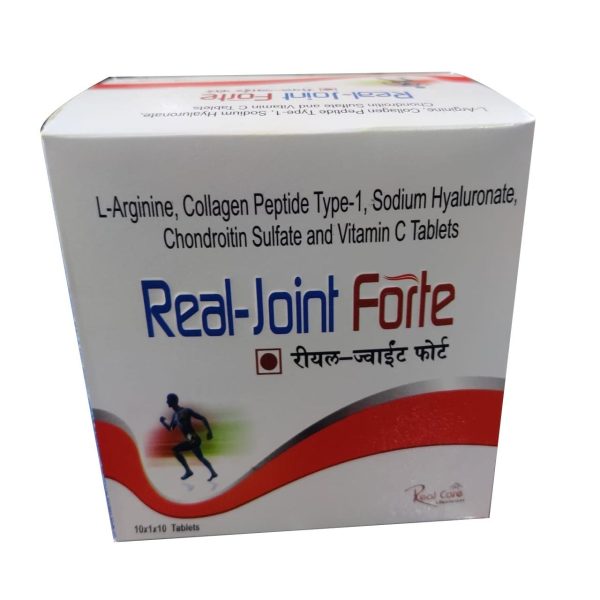 Real-Joint Forte
L-Arginine, Collagen Peptide Type-1, Sodium Hyaluronate,
Chondroitin Sulfate and Vitamin C Tablets
L-Arginine, Collagen Peptide Type-1, Sodium Hyaluronate,
Chondroitin Sulfate and Vitamin C Tablets
Real-Joint Forte
रीयल-ज्वाईंट फोर्ट
Real Care
10x1x10 Tablets